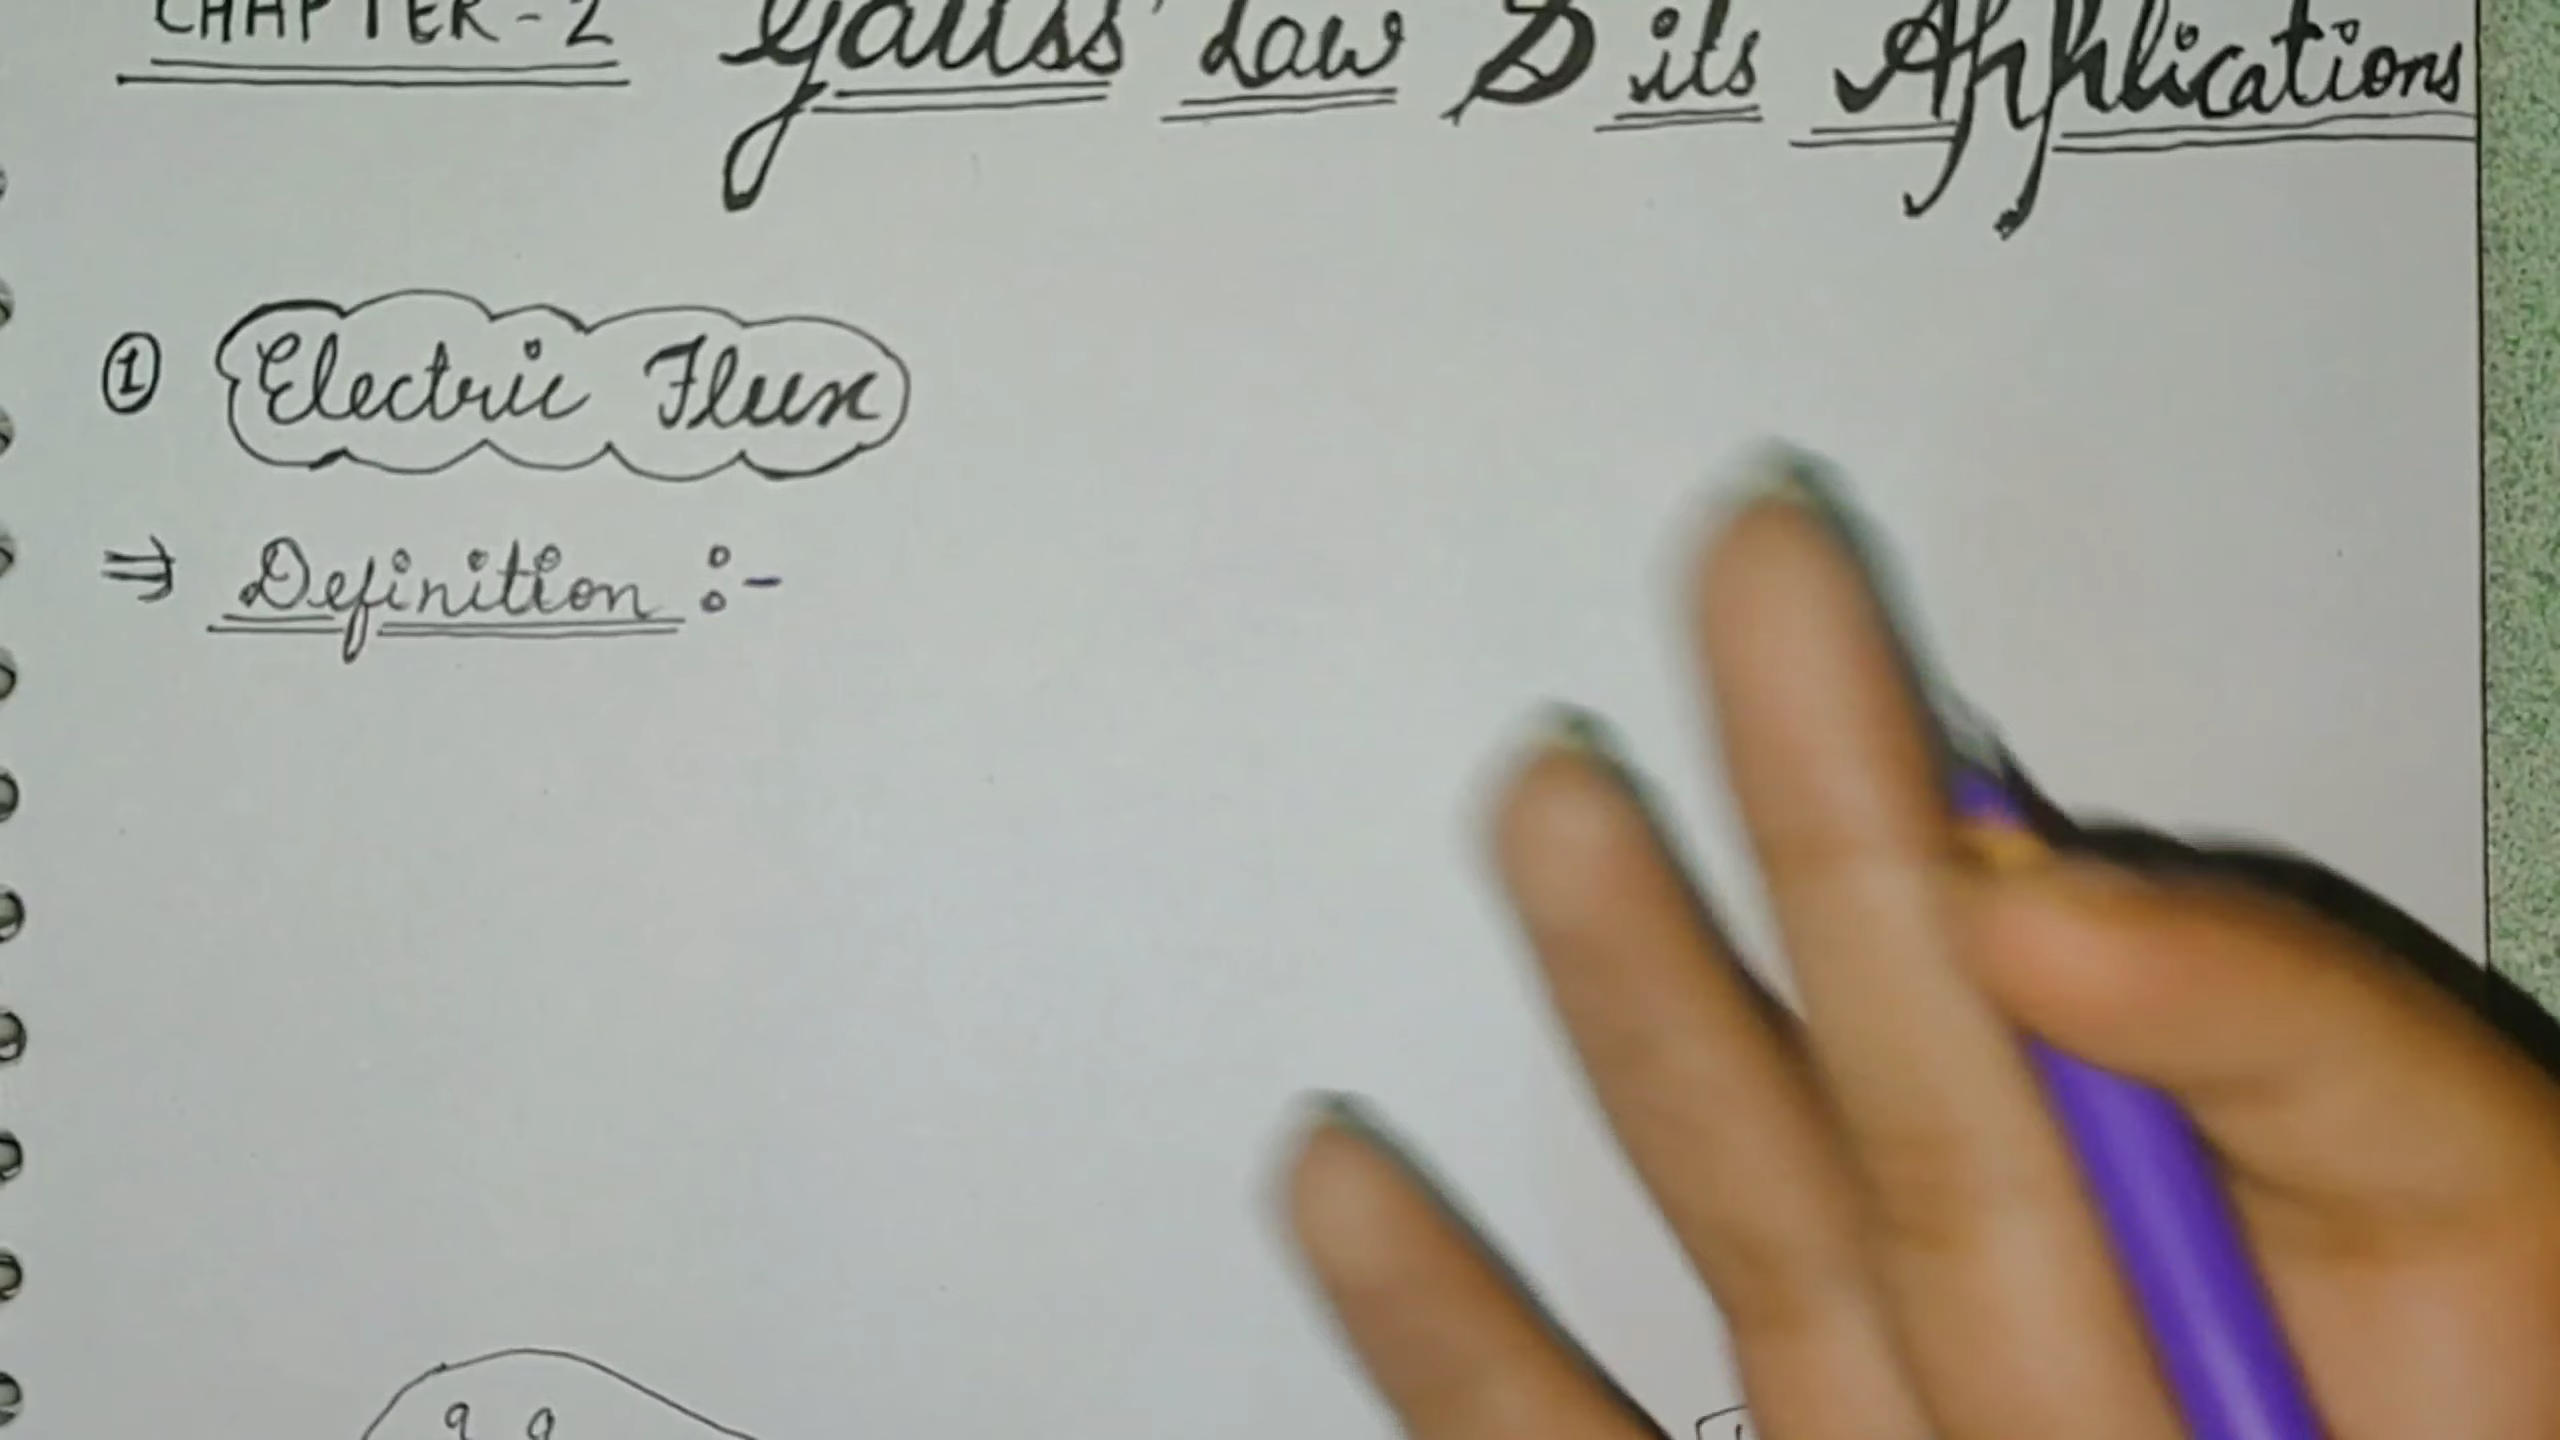 CHAPTER-2 Gauss' Law & its Applications
① Electric Flux
⇒ Definition :-
q q